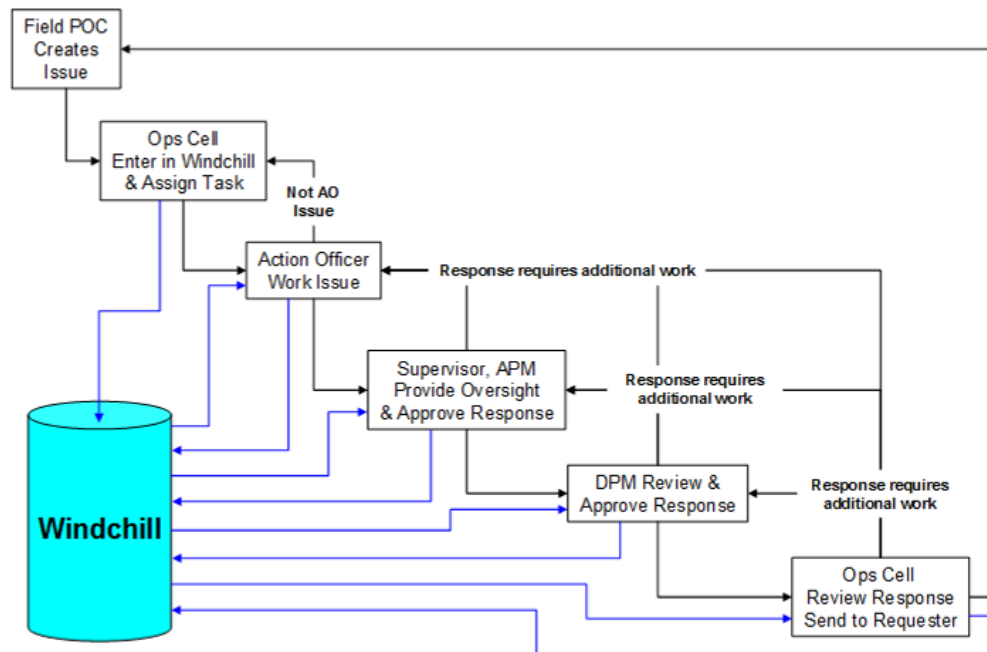 Field POC
Creates
Issue
Ops Cell
Enter in Windchill
& Assign Task
Not AO
Issue
Action Officer
Work Issue
Response requires additional work
Supervisor, APM
Provide Oversight
& Approve Response
Response requires
additional work
DPM Review &
Approve Response
Response requires
additional work
Windchill
Ops Cell
Review Response
Send to Requester